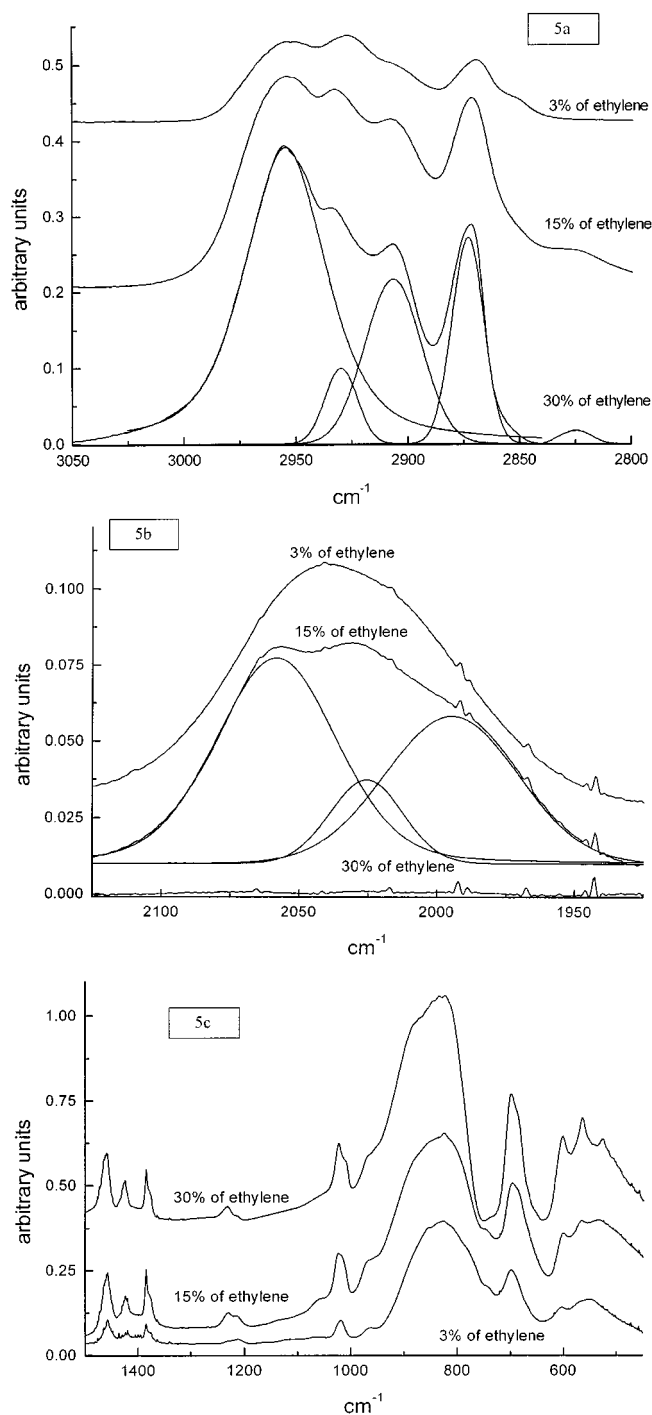 5a
0.5
0.4
0.3
0.2
0.1
0.0
arbitrary units
3% of ethylene
15% of ethylene
30% of ethylene
3050 3000 2950 2900 2850 2800
cm-1
5b
0.100
0.075
0.050
0.025
0.000
arbitrary units
3% of ethylene
15% of ethylene
30% of ethylene
2100 2050 2000 1950
cm-1
5c
1.00
0.75
0.50
0.25
0.00
arbitrary units
30% of ethylene
15% of ethylene
3% of ethylene
1400 1200 1000 800 600
cm-1